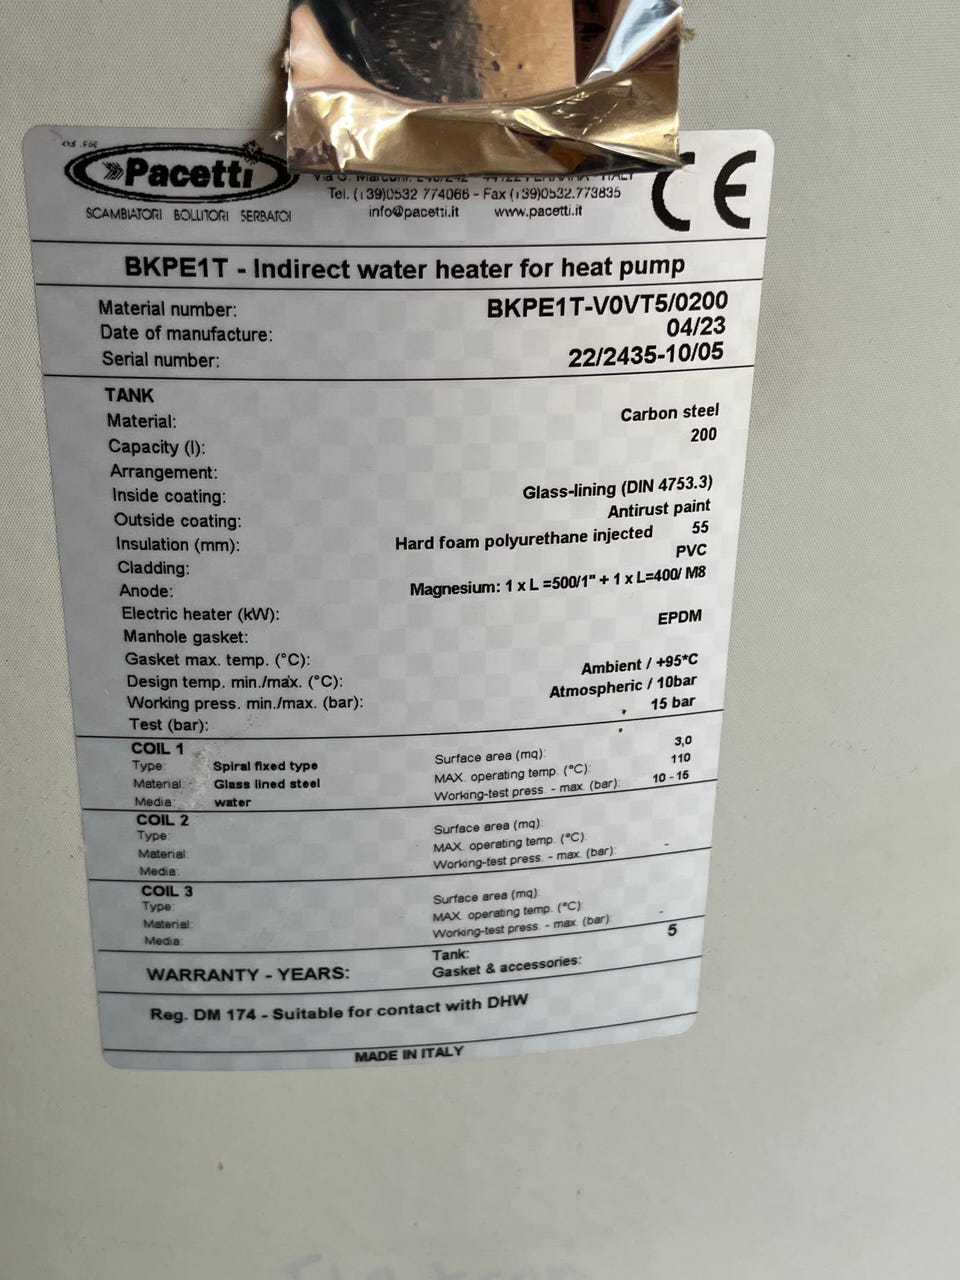 Pacetti
SCAMBIATORI BOLLITORI SERBATOI
Tel. (+39)0532 774066 - Fax (+39)0532.773835
info@pacetti.it www.pacetti.it
CE
BKPE1T - Indirect water heater for heat pump
Material number: BKPE1T-V0VT5/0200
Date of manufacture: 04/23
Serial number: 22/2435-10/05
TANK
Material: Carbon steel
Capacity (l): 200
Arrangement:
Inside coating: Glass-lining (DIN 4753.3)
Outside coating: Antirust paint
Insulation (mm): Hard foam polyurethane injected 55
Cladding: PVC
Anode: Magnesium: 1 x L =500/1" + 1 x L=400/ M8
Electric heater (kW):
Manhole gasket: EPDM
Gasket max. temp. (°C):
Design temp. min./max. (°C): Ambient / +95°C
Working press. min./max. (bar): Atmospheric / 10bar
Test (bar): 15 bar
COIL 1
Type: Spiral fixed type Surface area (mq): 3,0
Material: Glass lined steel MAX. operating temp. (°C): 110
Media: water Working-test press. - max. (bar): 10 - 16
COIL 2
Type: Surface area (mq):
Material: MAX. operating temp. (°C):
Media: Working-test press. - max. (bar): -
COIL 3
Type: Surface area (mq):
Material: MAX. operating temp. (°C):
Media: Working-test press. - max. (bar): -
WARRANTY - YEARS: Tank: 5
Gasket & accessories:
Reg. DM 174 - Suitable for contact with DHW
MADE IN ITALY